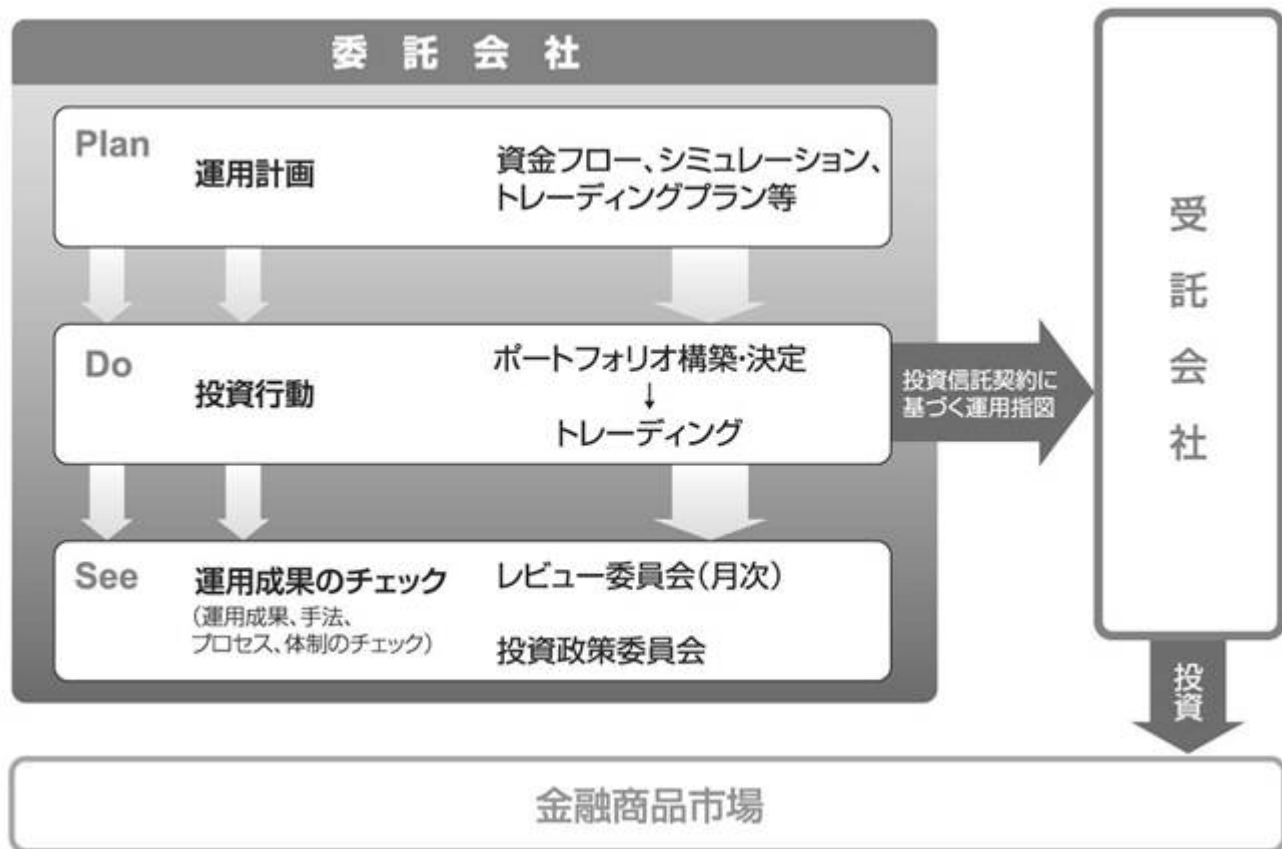 委託会社
Plan
運用計画
資金フロー、シミュレーション、
トレーディングプラン等
Do
投資行動
ポートフォリオ構築・決定
↓
トレーディング
投資信託契約に
基づく運用指図
See
運用成果のチェック
(運用成果、手法、
プロセス、体制のチェック)
レビュー委員会(月次)
投資政策委員会
受託会社
投資
金融商品市場